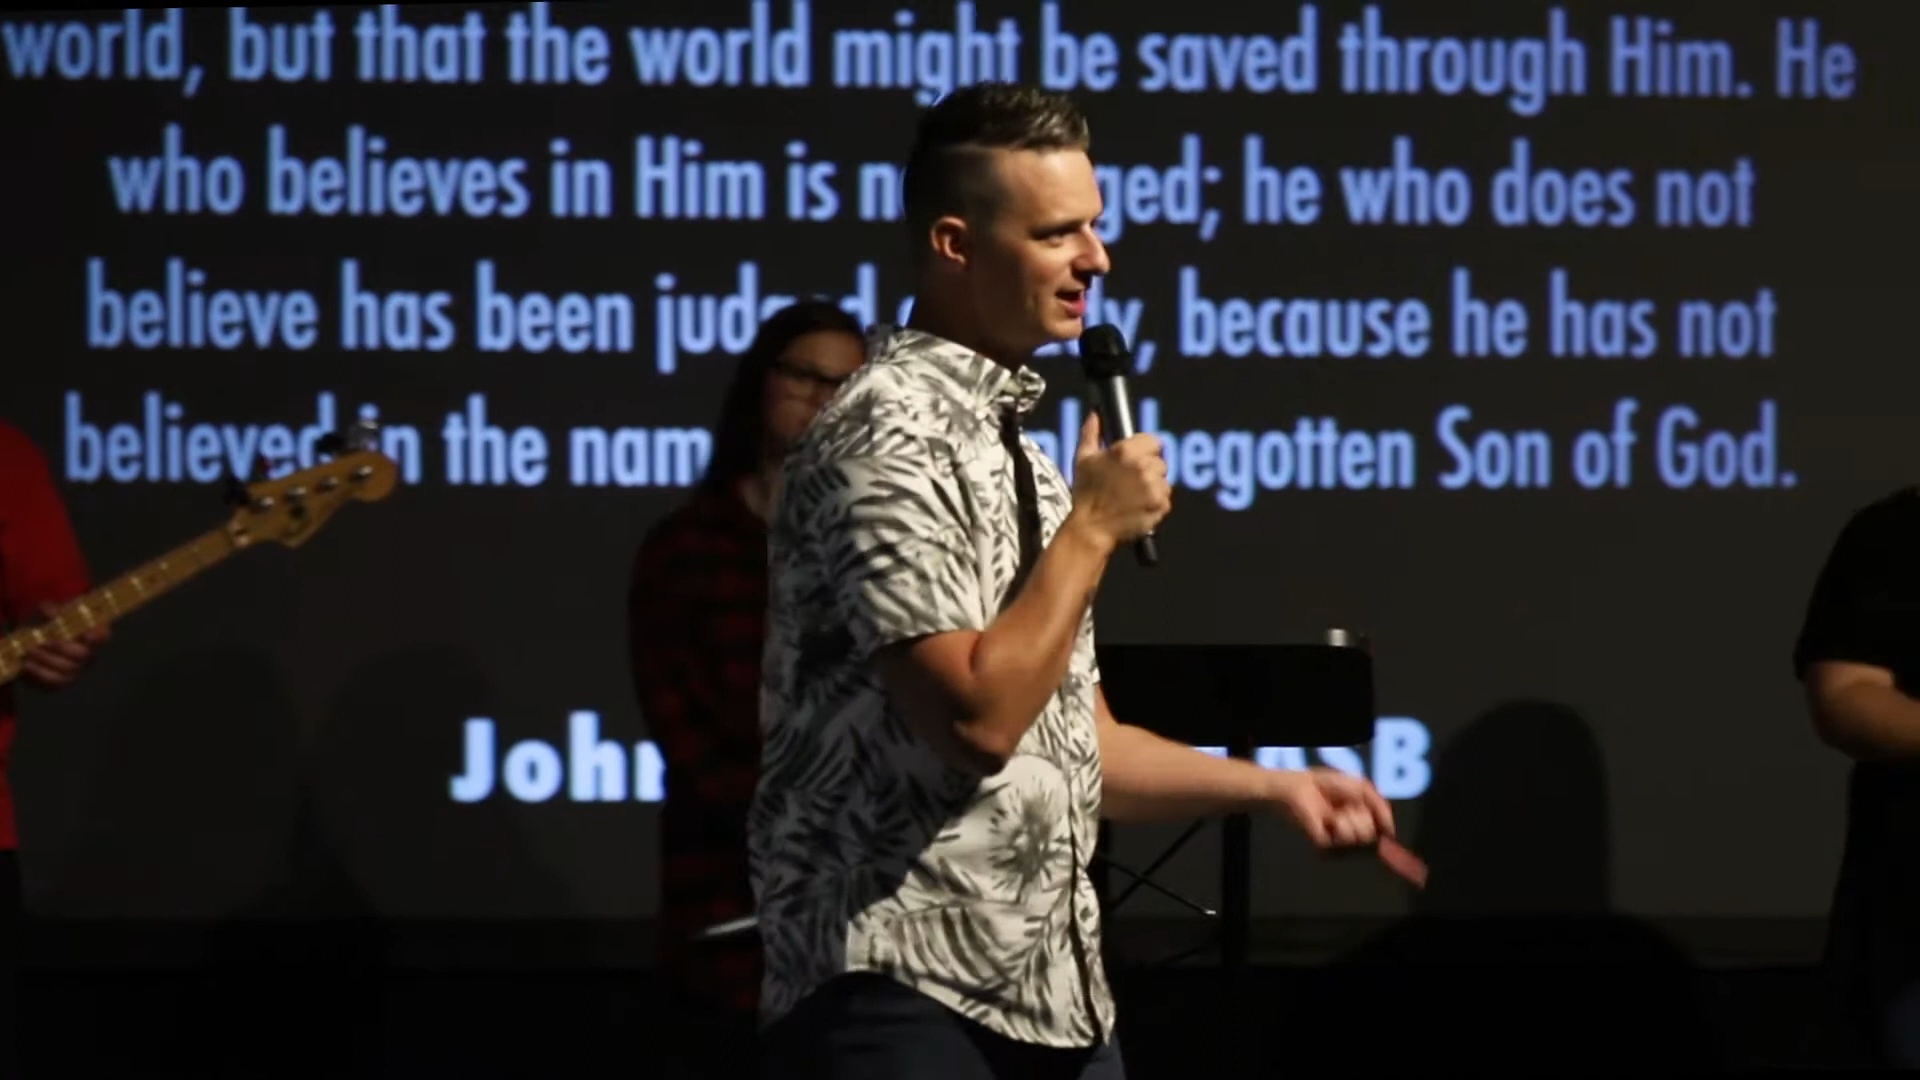 world, but that the world might be saved through Him. He
who believes in Him is ged; he who does not
believe has been because he has not
believed in the begotten Son of God.